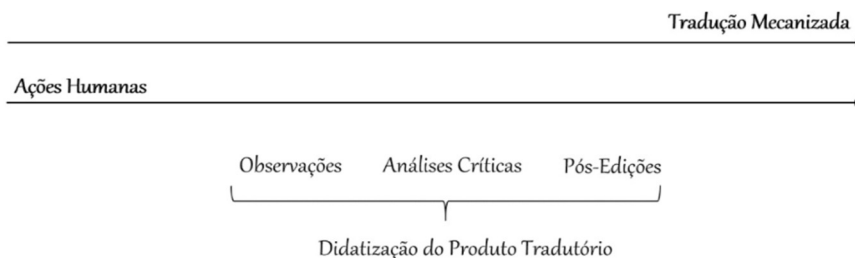 Tradução Mecanizada
Ações Humanas
Observações Análises Críticas Pós-Edições
Didatização do Produto Tradutório